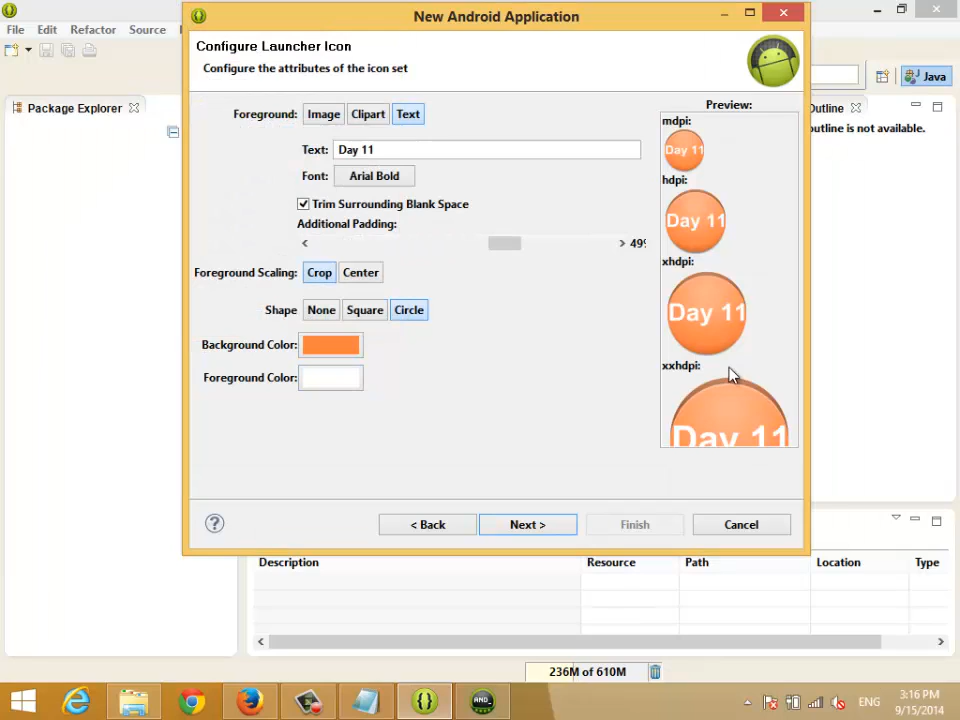 New Android Application
File Edit Refactor Source
Configure Launcher Icon
Configure the attributes of the icon set
Java
Package Explorer
Outline
outline is not available.
Foreground: Image Clipart Text
Text: Day 11
Font: Arial Bold
Trim Surrounding Blank Space
Additional Padding:
49%
Foreground Scaling: Crop Center
Shape None Square Circle
Background Color:
Foreground Color:
Preview:
mdpi:
Day 11
hdpi:
Day 11
xhdpi:
Day 11
xxhdpi:
Day 11
? < Back Next > Finish Cancel
Description Resource Path Location Type
236M of 610M
AND_
ENG
3:16 PM
9/15/2014